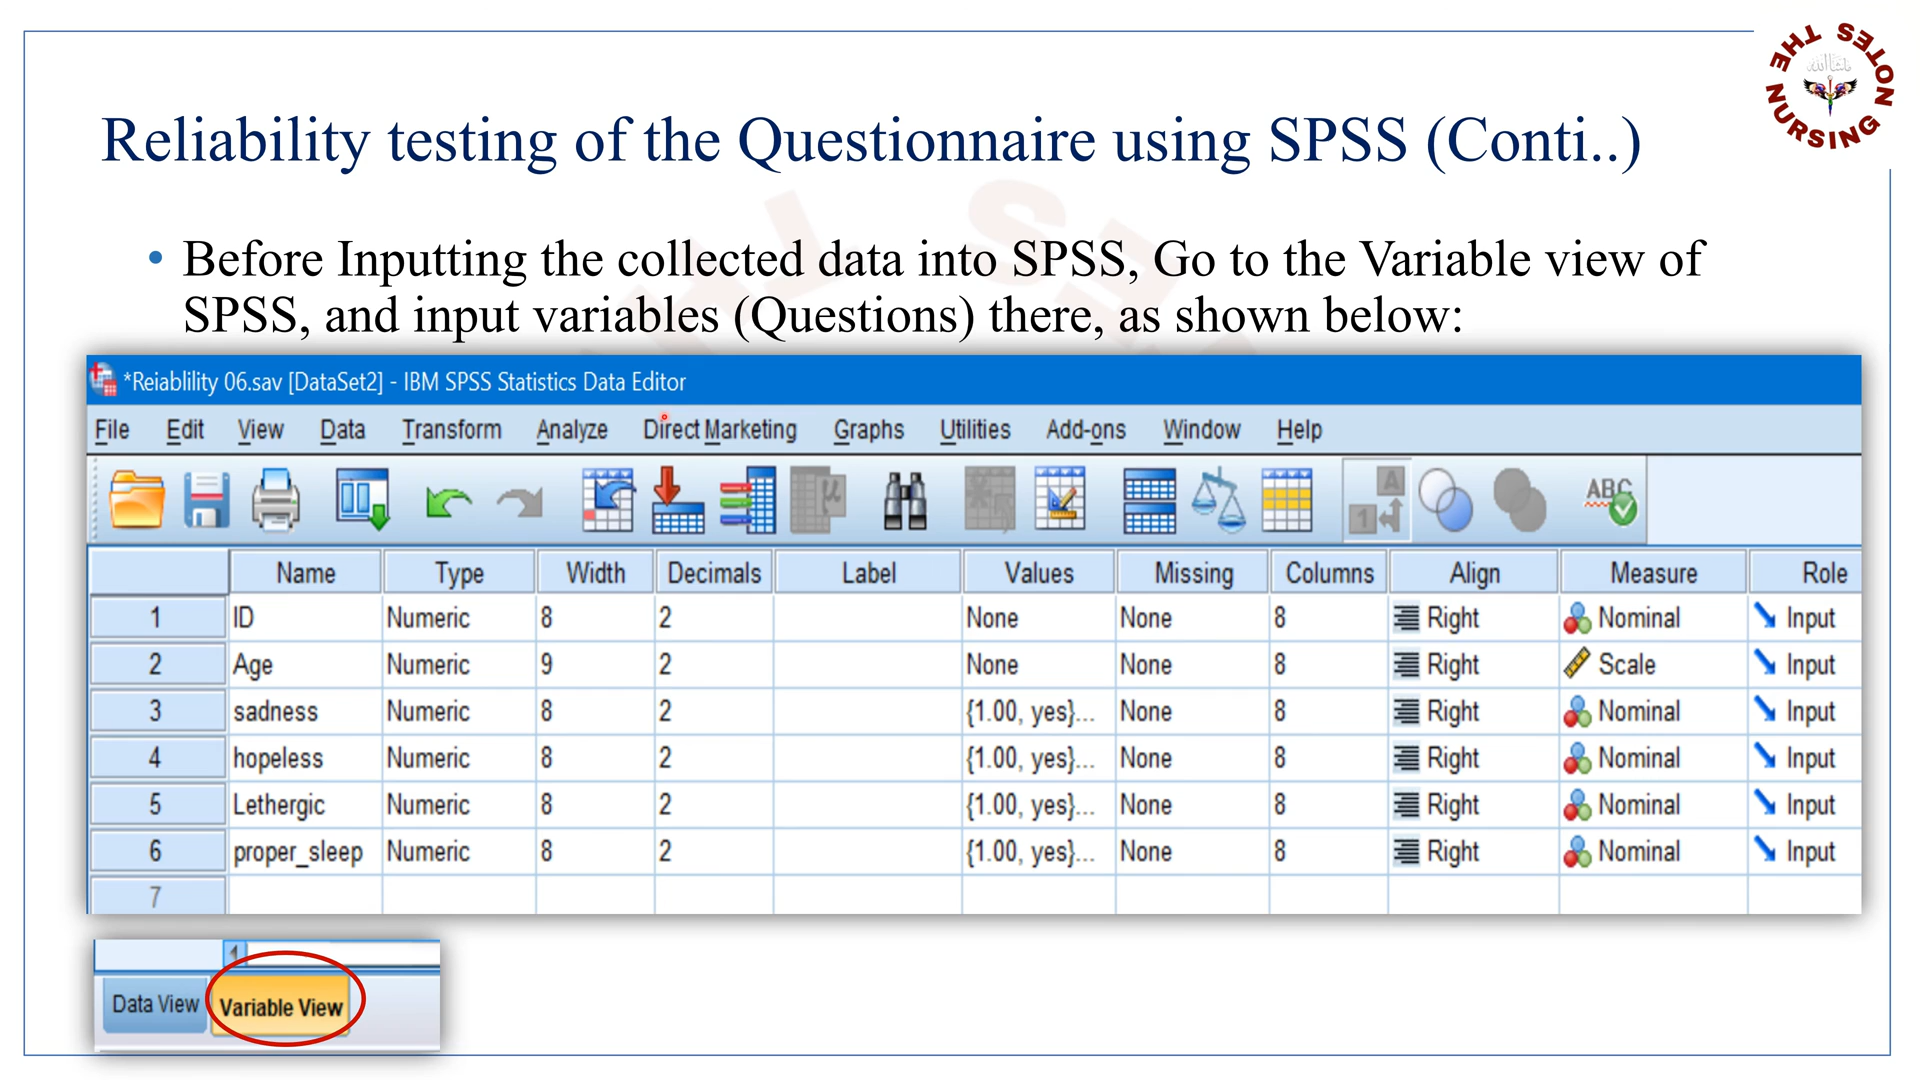 THE NURSING NOTES
Reliability testing of the Questionnaire using SPSS (Conti..)
• Before Inputting the collected data into SPSS, Go to the Variable view of
SPSS, and input variables (Questions) there, as shown below:
*Reiablility 06.sav [DataSet2] - IBM SPSS Statistics Data Editor
File Edit View Data Transform Analyze Direct Marketing Graphs Utilities Add-ons Window Help
Name Type Width Decimals Label Values Missing Columns Align Measure Role
1 ID Numeric 8 2 None None 8 Right Nominal Input
2 Age Numeric 9 2 None None 8 Right Scale Input
3 sadness Numeric 8 2 {1.00, yes}... None 8 Right Nominal Input
4 hopeless Numeric 8 2 {1.00, yes}... None 8 Right Nominal Input
5 Lethergic Numeric 8 2 {1.00, yes}... None 8 Right Nominal Input
6 proper_sleep Numeric 8 2 {1.00, yes}... None 8 Right Nominal Input
7
Data View Variable View